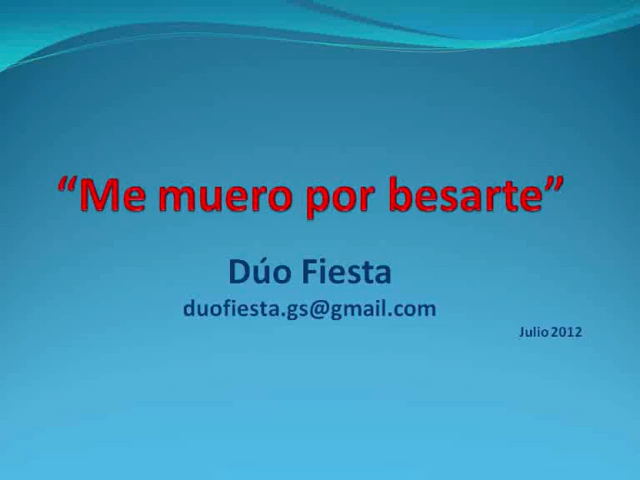 “Me muero por besarte”
Dúo Fiesta
duofiesta.gs@gmail.com
Julio 2012